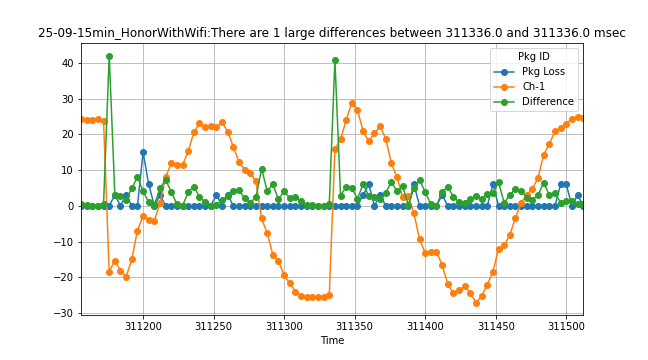 25-09-15min_HonorWithWifi:There are 1 large differences between 311336.0 and 311336.0 msec
Pkg ID
Pkg Loss
Ch-1
Difference
40
30
20
10
0
−10
−20
−30
311200 311250 311300 311350 311400 311450 311500
Time